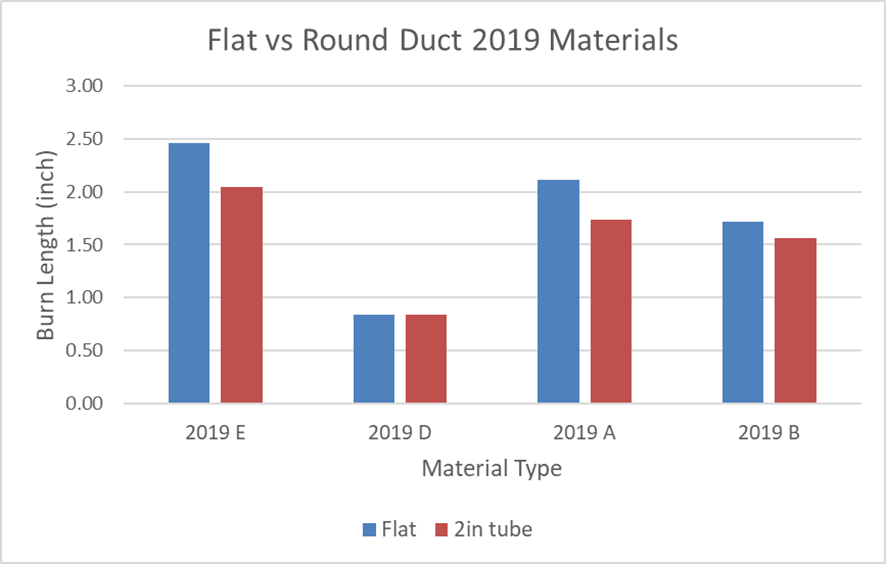 Flat vs Round Duct 2019 Materials
3.00
2.50
2.00
1.50
1.00
0.50
0.00
Burn Length (inch)
2019 E 2019 D 2019 A 2019 B
Material Type
Flat 2in tube